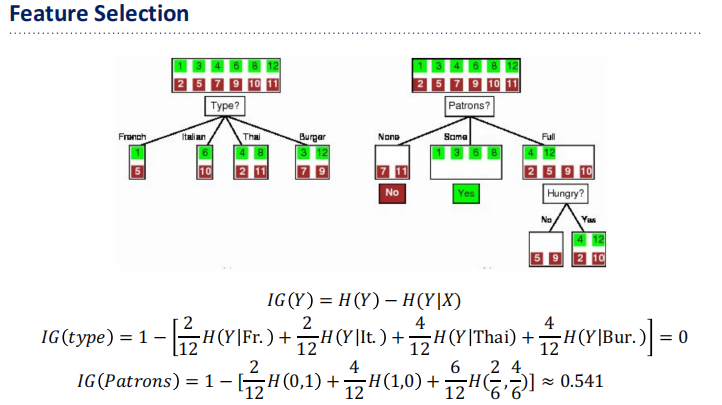 Feature Selection
1 3 4 6 8 12 1 3 4 6 8 12
2 5 7 9 10 11 2 5 7 9 10 11
Type? Patrons?
French Italian Thai Burger None Some Full
1 6 4 8 3 12 1 3 6 8 4 12
5 10 2 11 7 9 7 11 2 5 9 10
No Yes Hungry?
No Yes
4 12
5 9 2 10
IG(Y) = H(Y) − H(Y|X)
IG(type) = 1 − [2/12 H(Y|Fr.) + 2/12 H(Y|It.) + 4/12 H(Y|Thai) + 4/12 H(Y|Bur.)] = 0
IG(Patrons) = 1 − [2/12 H(0,1) + 4/12 H(1,0) + 6/12 H(2/6, 4/6)] ≈ 0.541